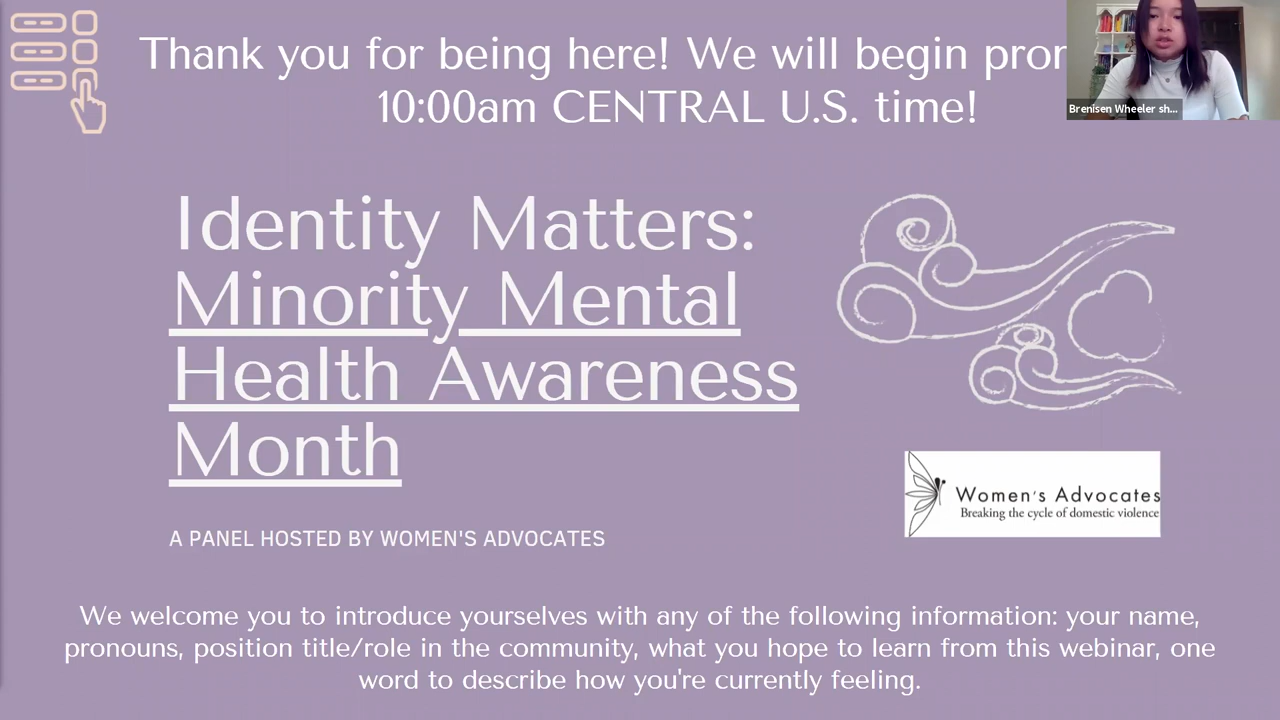 Thank you for being here! We will begin
10:00am CENTRAL U.S. time!
Brenisen Wheeler sh...
Identity Matters:
Minority Mental
Health Awareness
Month
Women's Advocates
Breaking the cycle of domestic violence
A PANEL HOSTED BY WOMEN'S ADVOCATES
We welcome you to introduce yourselves with any of the following information: your name,
pronouns, position title/role in the community, what you hope to learn from this webinar, one
word to describe how you're currently feeling.